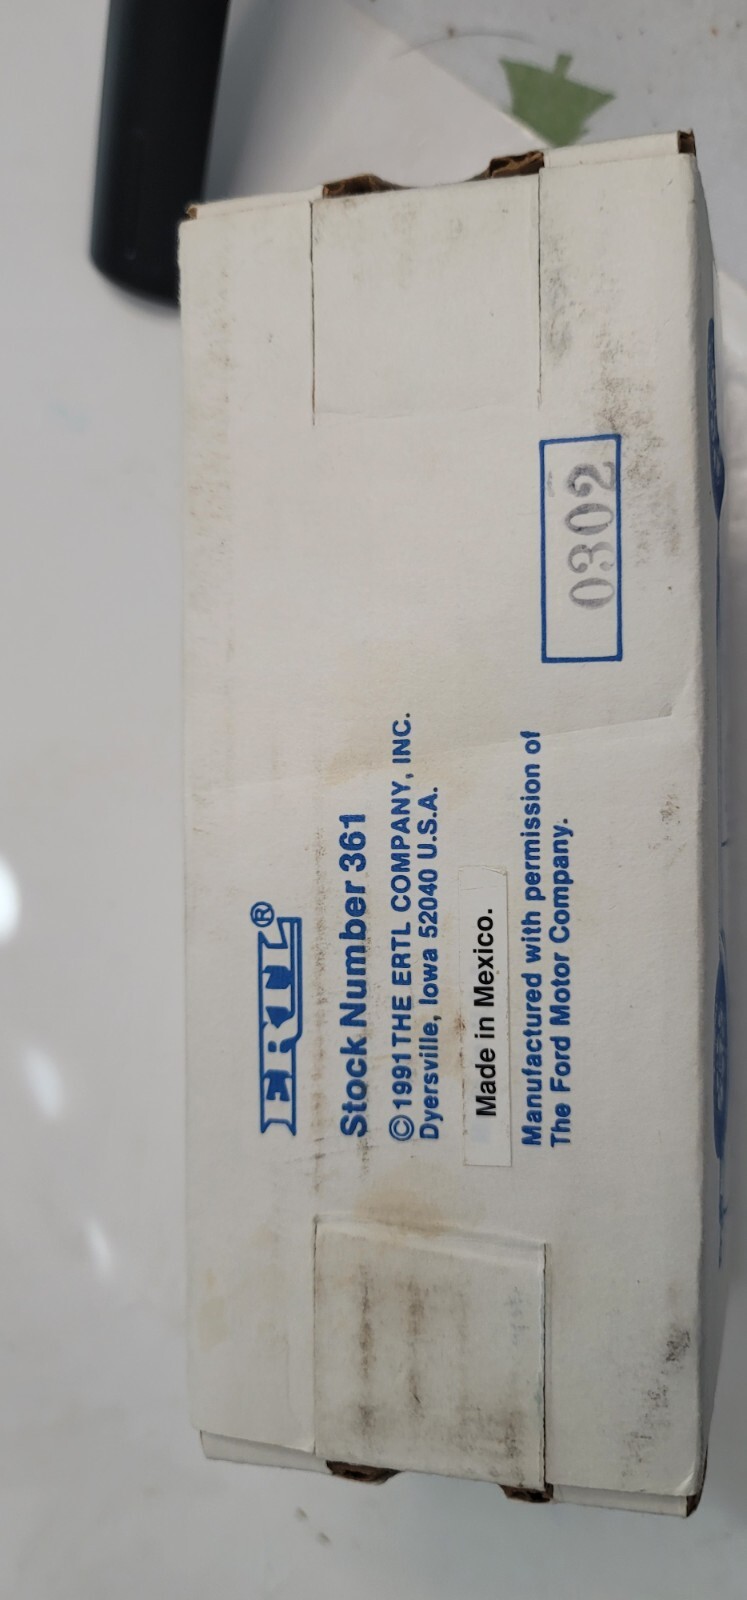 ERTL®
Stock Number 361
©1991 THE ERTL COMPANY, INC.
Dyersville, Iowa 52040 U.S.A.
Made in Mexico.
Manufactured with permission of
The Ford Motor Company.
0302